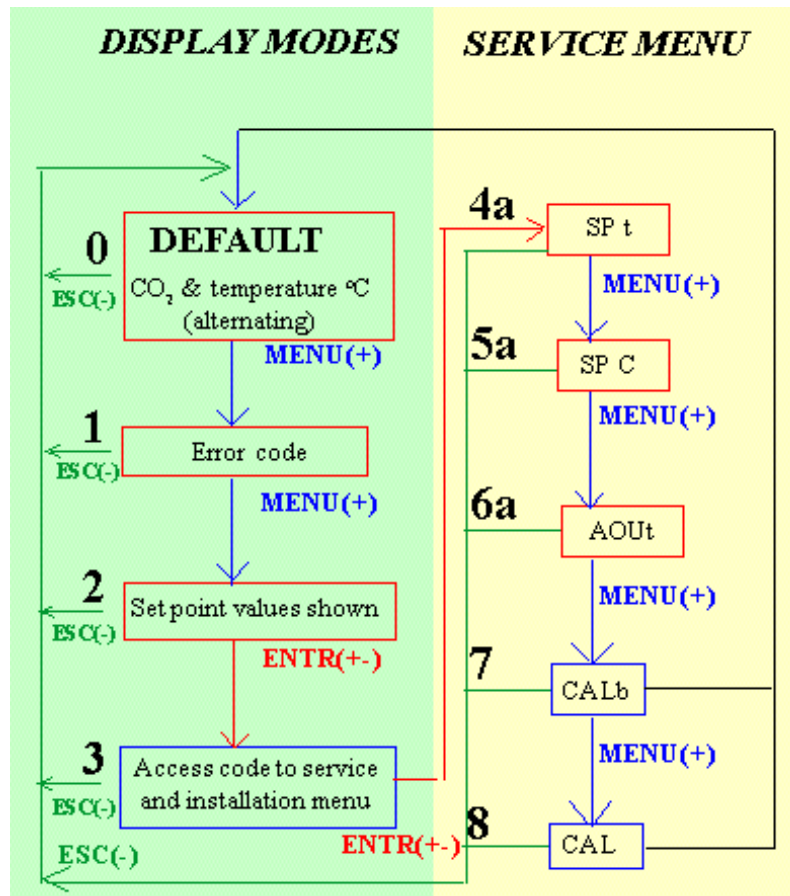 DISPLAY MODES
0
DEFAULT
CO₂ & temperature ºC
(alternating)
ESC(-)
MENU(+)
1
Error code
ESC(-)
MENU(+)
2
Set point values shown
ESC(-)
ENTR(+-)
3
Access code to service
and installation menu
ESC(-)
ENTR(+-)
ESC(-)
SERVICE MENU
4a
SP t
MENU(+)
5a
SP C
MENU(+)
6a
AOUt
MENU(+)
7
CALb
MENU(+)
8
CAL